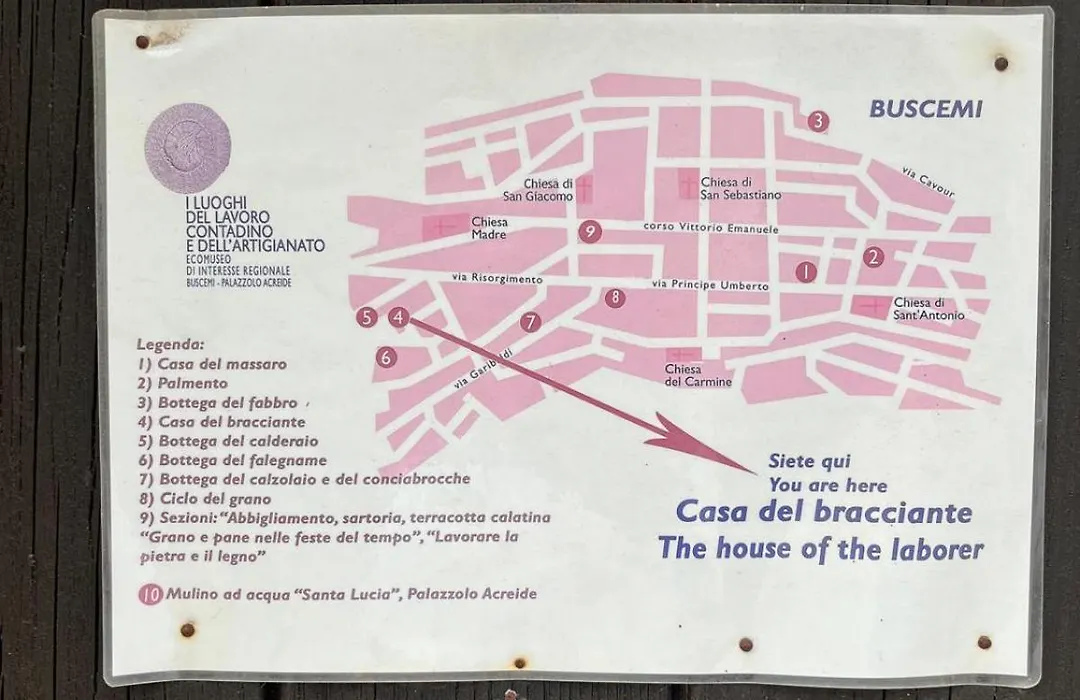 BUSCEMI
I LUOGHI
DEL LAVORO
CONTADINO
E DELL'ARTIGIANATO
ECOMUSEO
DI INTERESSE REGIONALE
BUSCEMI - PALAZZOLO ACREIDE
3
via Cavour
Chiesa di
San Giacomo
Chiesa di
San Sebastiano
Chiesa
Madre
9
corso Vittorio Emanuele
2
1
via Risorgimento
via Principe Umberto
8
Chiesa di
Sant'Antonio
5
4
7
6
via Garibaldi
Chiesa
del Carmine
Legenda:
1) Casa del massaro
2) Palmento
3) Bottega del fabbro
4) Casa del bracciante
5) Bottega del calderaio
6) Bottega del falegname
7) Bottega del calzolaio e del conciabrocche
8) Ciclo del grano
9) Sezioni: “Abbigliamento, sartoria, terracotta calatina
“Grano e pane nelle feste del tempo”, “Lavorare la
pietra e il legno”
10 Mulino ad acqua “Santa Lucia”, Palazzolo Acreide
Siete qui
You are here
Casa del bracciante
The house of the laborer